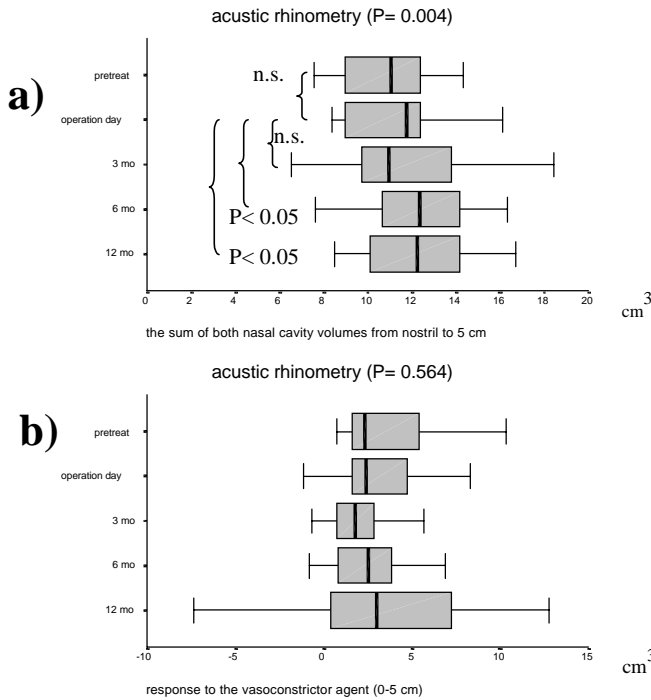 acustic rhinometry (P= 0.004)
a)
pretreat
n.s.
operation day
n.s.
3 mo
6 mo
P< 0.05
12 mo
P< 0.05
0 2 4 6 8 10 12 14 16 18 20
cm3
the sum of both nasal cavity volumes from nostril to 5 cm
acustic rhinometry (P= 0.564)
b)
pretreat
operation day
3 mo
6 mo
12 mo
-10 -5 0 5 10 15
cm3
response to the vasoconstrictor agent (0-5 cm)